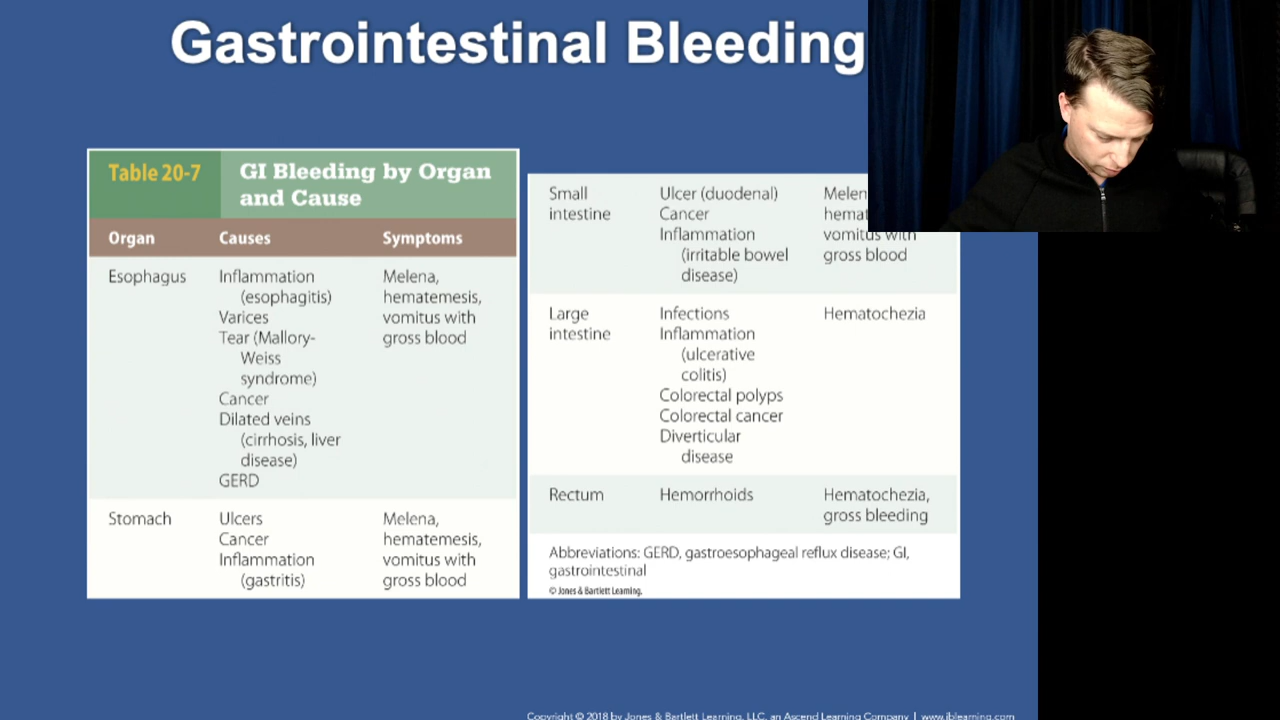 Gastrointestinal Bleeding
Table 20-7
GI Bleeding by Organ
and Cause
Organ Causes Symptoms
Esophagus Inflammation Melena,
(esophagitis) hematemesis,
Varices vomitus with
Tear (Mallory- gross blood
Weiss
syndrome)
Cancer
Dilated veins
(cirrhosis, liver
disease)
GERD
Stomach Ulcers Melena,
Cancer hematemesis,
Inflammation vomitus with
(gastritis) gross blood
Small Ulcer (duodenal)
intestine Cancer
Inflammation vomitus with
(irritable bowel gross blood
disease)
Large Infections Hematochezia
intestine Inflammation
(ulcerative
colitis)
Colorectal polyps
Colorectal cancer
Diverticular
disease
Rectum Hemorrhoids Hematochezia,
gross bleeding
Abbreviations: GERD, gastroesophageal reflux disease; GI,
gastrointestinal
© Jones & Bartlett Learning.
Copyright © 2018 by Jones & Bartlett Learning, LLC, an Ascend Learning Company | www.jblearning.com